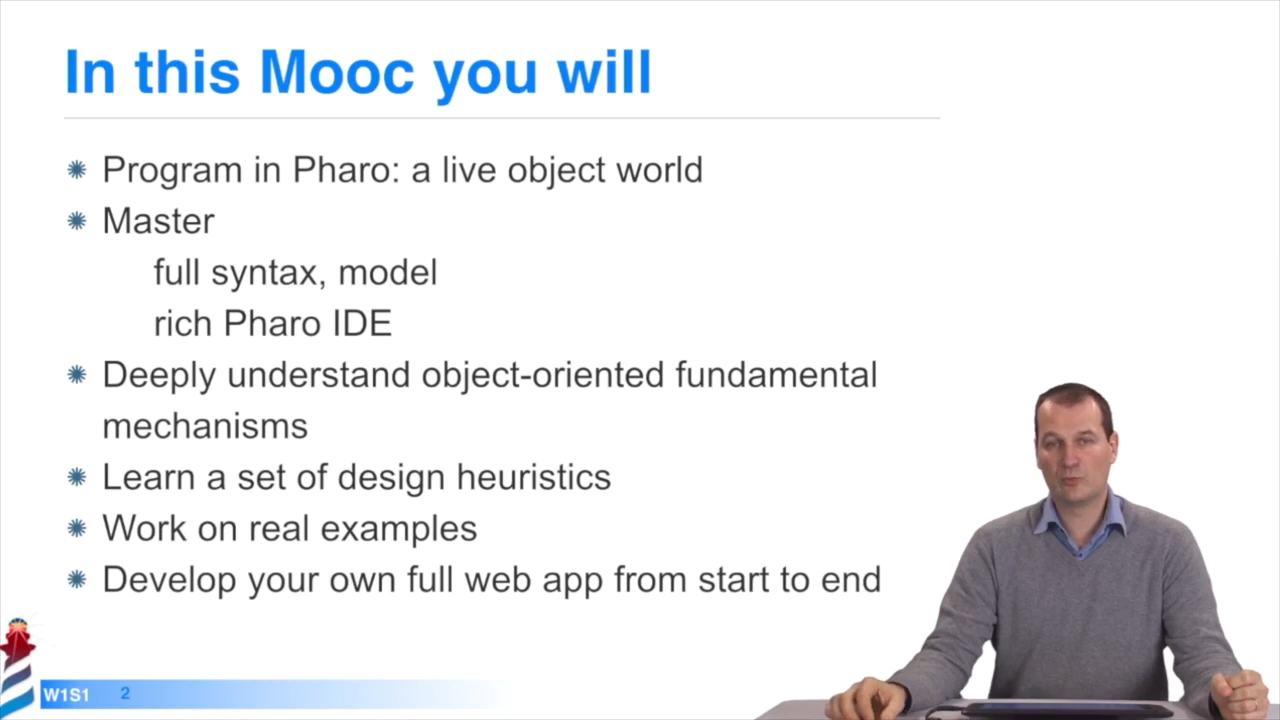 In this Mooc you will
Program in Pharo: a live object world
Master
full syntax, model
rich Pharo IDE
Deeply understand object-oriented fundamental
mechanisms
Learn a set of design heuristics
Work on real examples
Develop your own full web app from start to end
W1S1 2